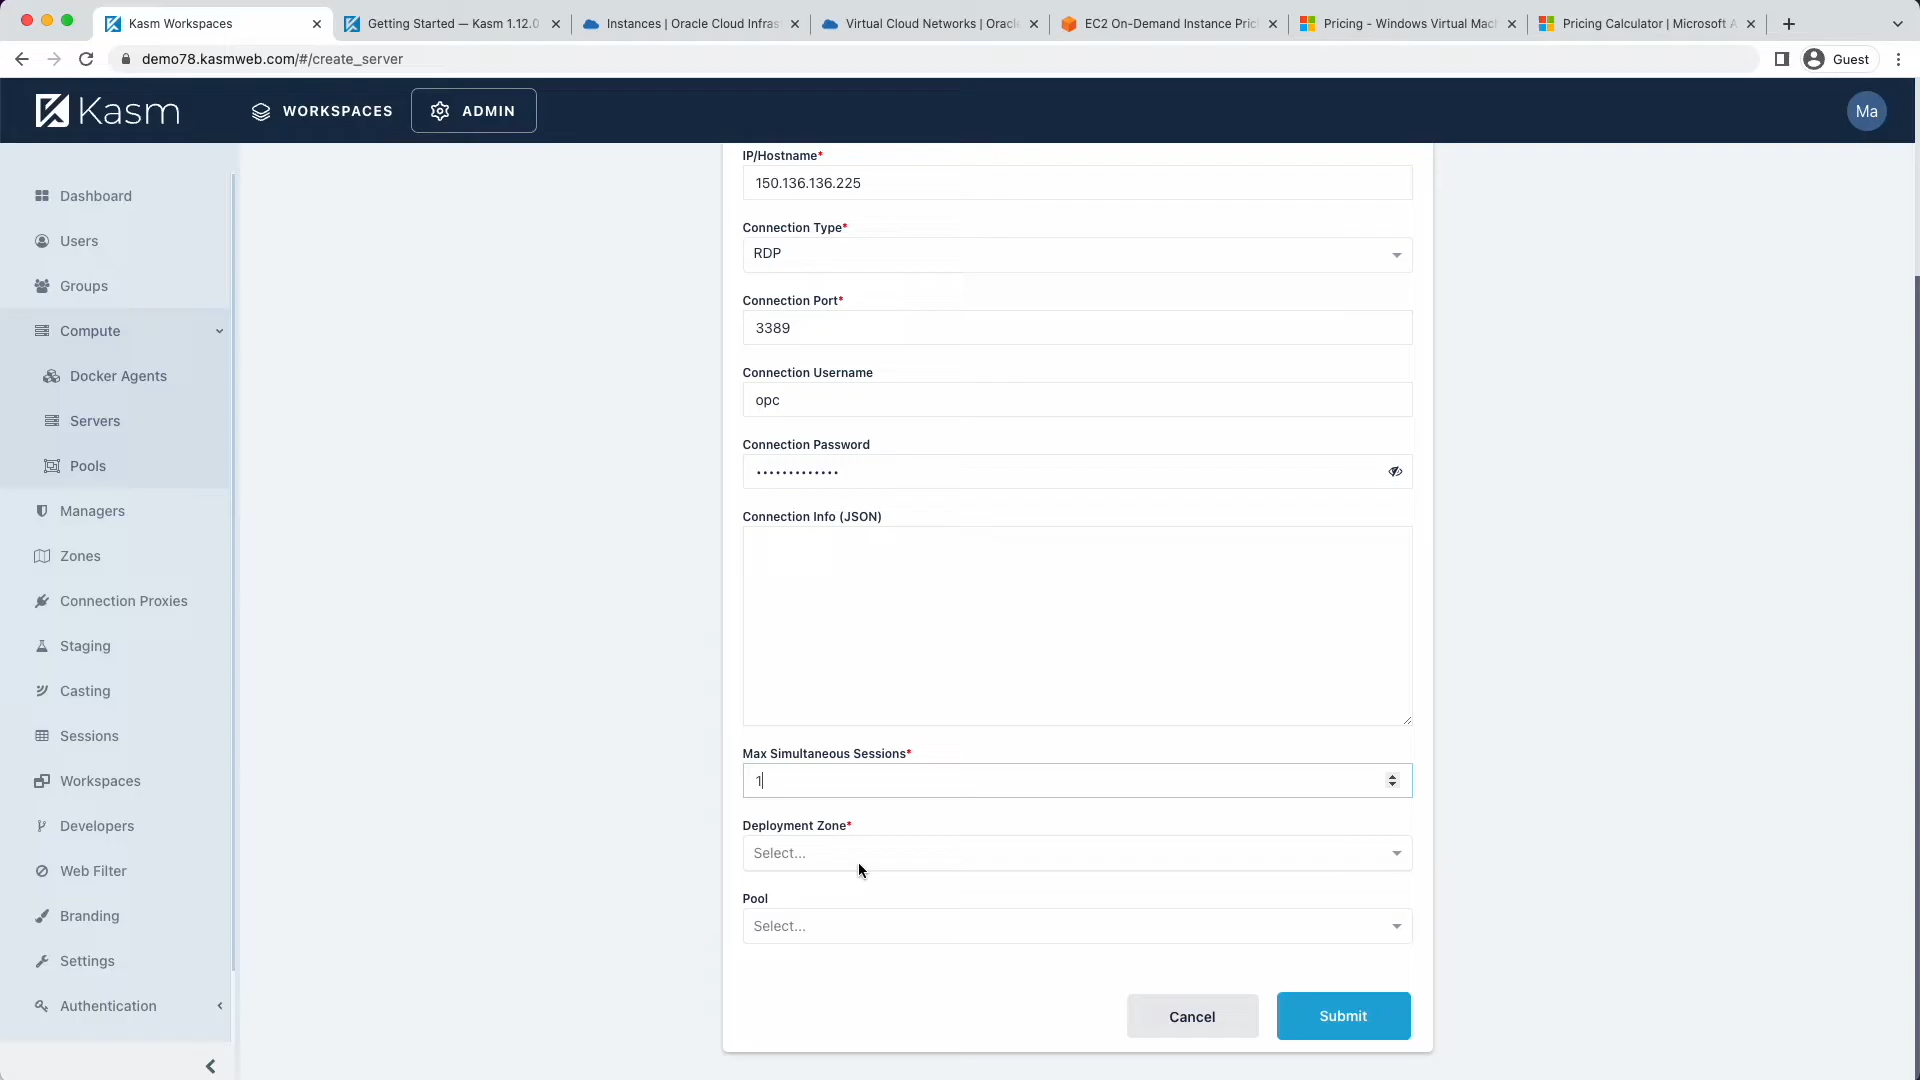 Kasm Workspaces
Getting Started — Kasm 1.12.0
Instances | Oracle Cloud Infras
Virtual Cloud Networks | Oracle
EC2 On-Demand Instance Pric
Pricing - Windows Virtual Mac
Pricing Calculator | Microsoft A
demo78.kasmweb.com/#/create_server
Guest
Kasm
WORKSPACES
ADMIN
Ma
Dashboard
Users
Groups
Compute
Docker Agents
Servers
Pools
Managers
Zones
Connection Proxies
Staging
Casting
Sessions
Workspaces
Developers
Web Filter
Branding
Settings
Authentication
IP/Hostname*
150.136.136.225
Connection Type*
RDP
Connection Port*
3389
Connection Username
opc
Connection Password
•••••••••••••
Connection Info (JSON)
Max Simultaneous Sessions*
1
Deployment Zone*
Select...
Pool
Select...
Cancel
Submit